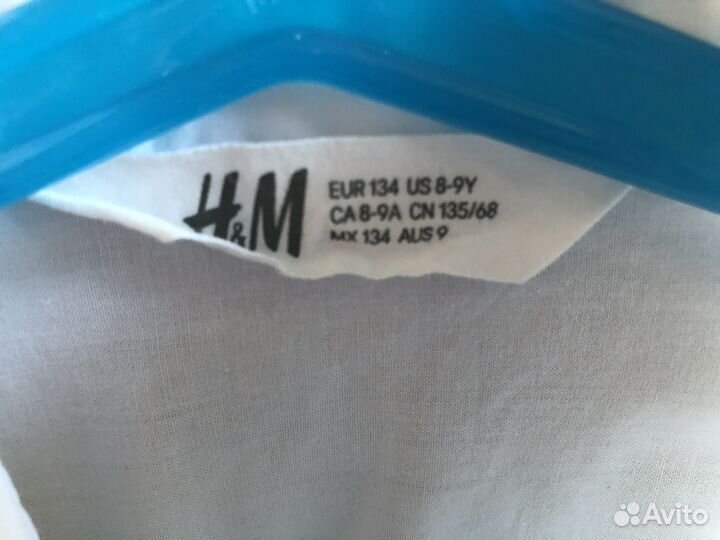 H&M
EUR 134 US 8-9Y
CA 8-9A CN 135/68
MX 134 AUS 9
Avito